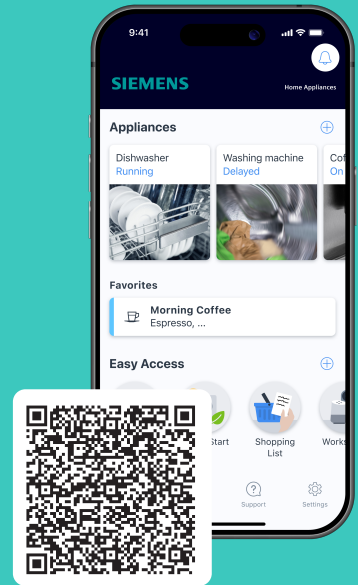 9:41
SIEMENS
Home Appliances
Appliances
Dishwasher
Running
Washing machine
Delayed
Cof
On
Favorites
Morning Coffee
Espresso, ...
Easy Access
Start
Shopping
List
Works
Support
Settings